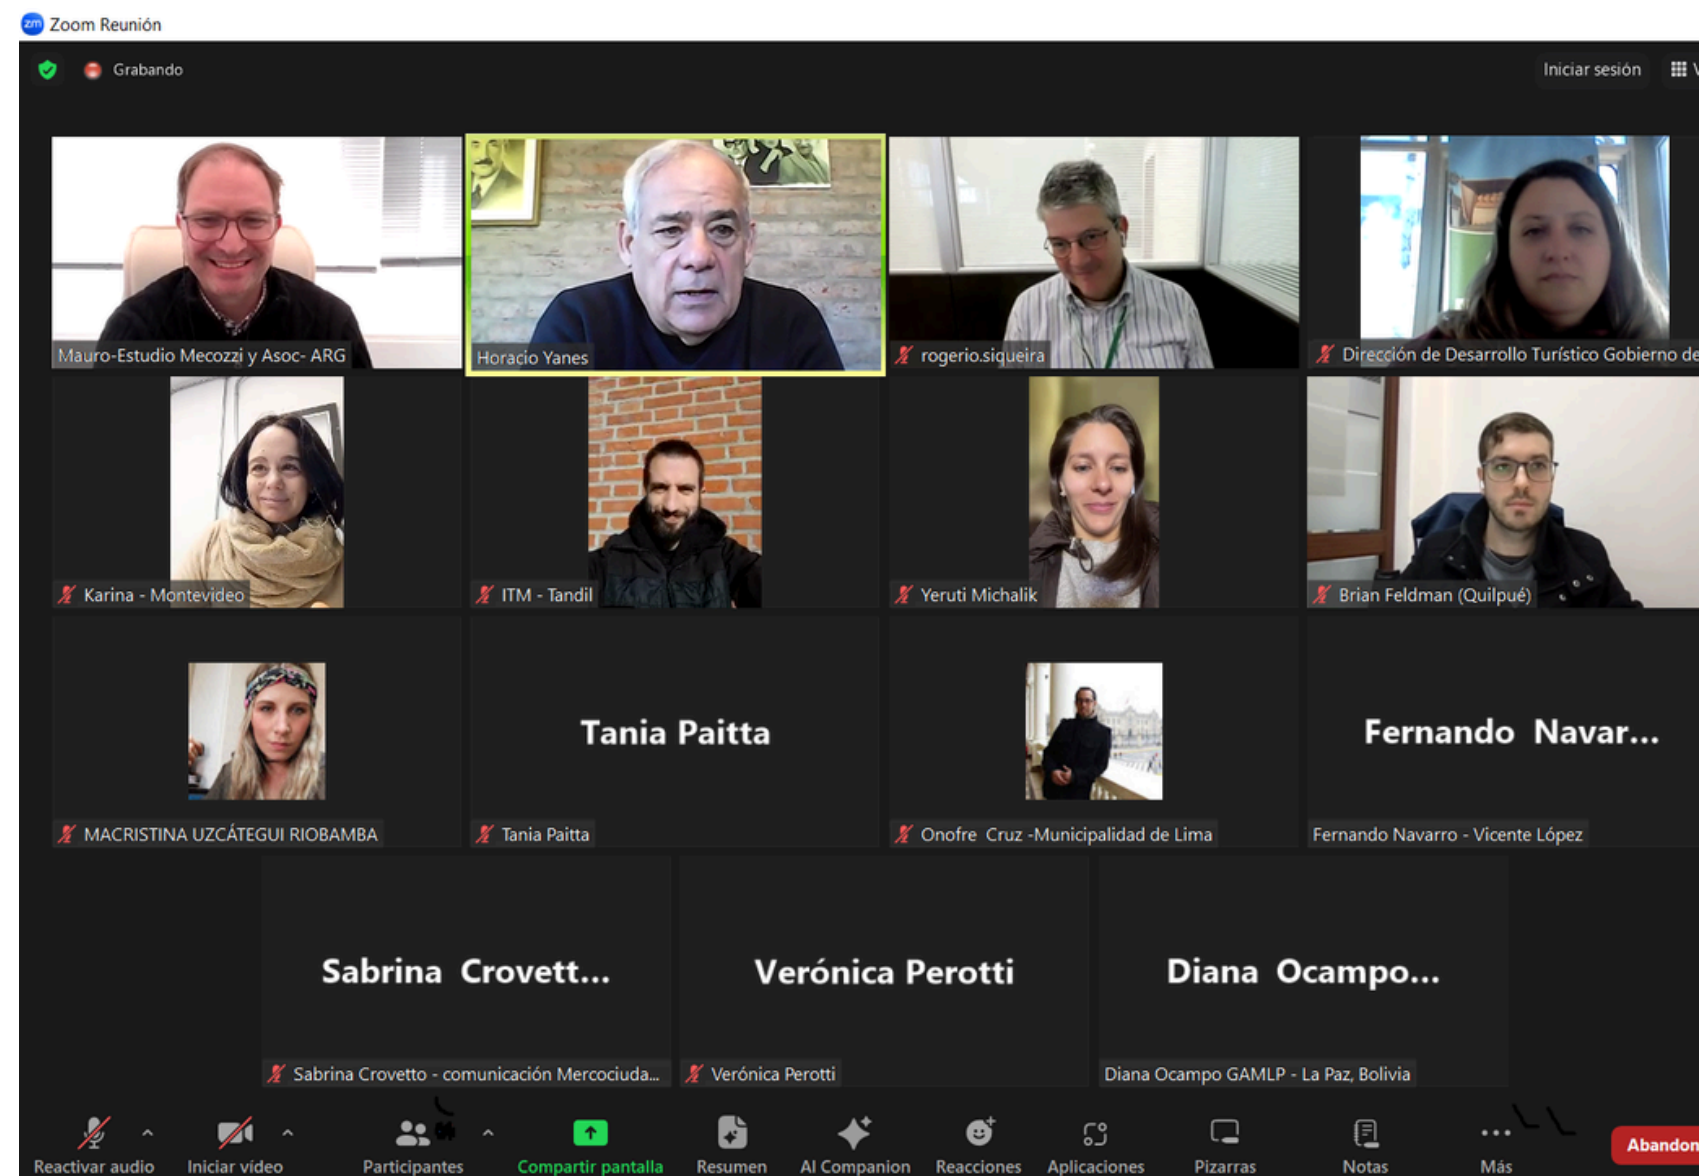 zm Zoom Reunión
Grabando
Iniciar sesión
Mauro-Estudio Mecozzi y Asoc- ARG
Horacio Yanes
rogerio.siqueira
Dirección de Desarrollo Turístico Gobierno de
Karina - Montevideo
ITM - Tandil
Yeruti Michalik
Brian Feldman (Quilpué)
Tania Paitta
Fernando Navar...
MACRISTINA UZCÁTEGUI RIOBAMBA
Tania Paitta
Onofre Cruz -Municipalidad de Lima
Fernando Navarro - Vicente López
Sabrina Crovett...
Verónica Perotti
Diana Ocampo...
Sabrina Crovetto - comunicación Mercociuda...
Verónica Perotti
Diana Ocampo GAMLP - La Paz, Bolivia
Reactivar audio
Iniciar video
Participantes
Compartir pantalla
Resumen
AI Companion
Reacciones
Aplicaciones
Pizarras
Notas
Más
Abandon